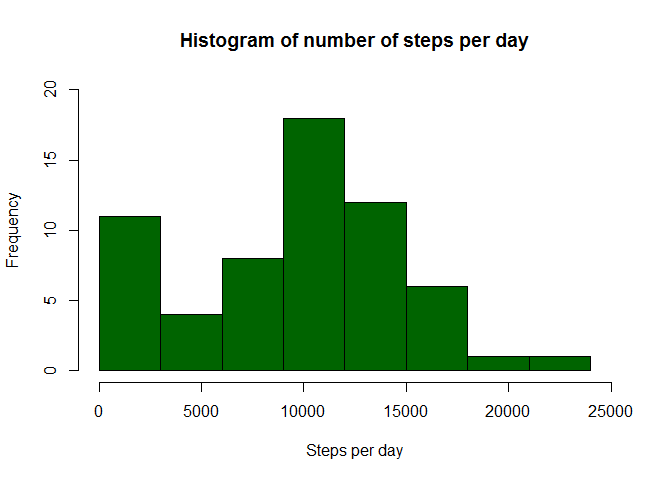 Histogram of number of steps per day
Frequency
20
15
10
5
0
0 5000 10000 15000 20000 25000
Steps per day